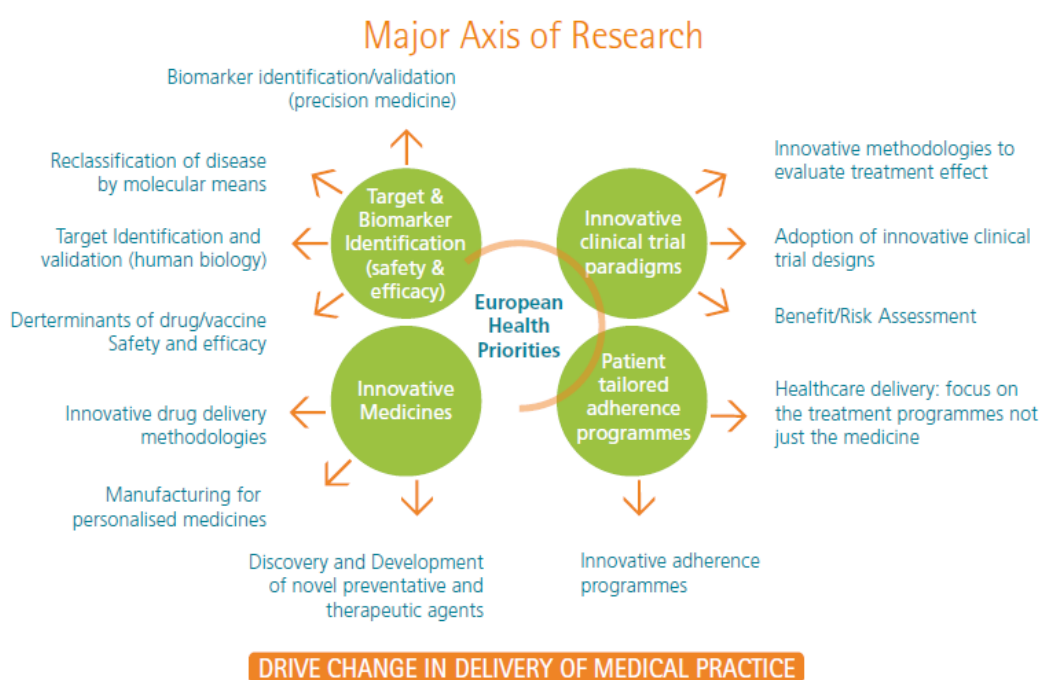 Major Axis of Research
Biomarker identification/validation
(precision medicine)
Reclassification of disease
by molecular means
Target Identification and
validation (human biology)
Derterminants of drug/vaccine
Safety and efficacy
Target &
Biomarker
Identification
(safety &
efficacy)
Innovative
clinical trial
paradigms
Innovative methodologies to
evaluate treatment effect
Adoption of innovative clinical
trial designs
Benefit/Risk Assessment
European
Health
Priorities
Innovative
Medicines
Innovative drug delivery
methodologies
Manufacturing for
personalised medicines
Discovery and Development
of novel preventative and
therapeutic agents
Patient
tailored
adherence
programmes
Healthcare delivery: focus on
the treatment programmes not
just the medicine
Innovative adherence
programmes
DRIVE CHANGE IN DELIVERY OF MEDICAL PRACTICE